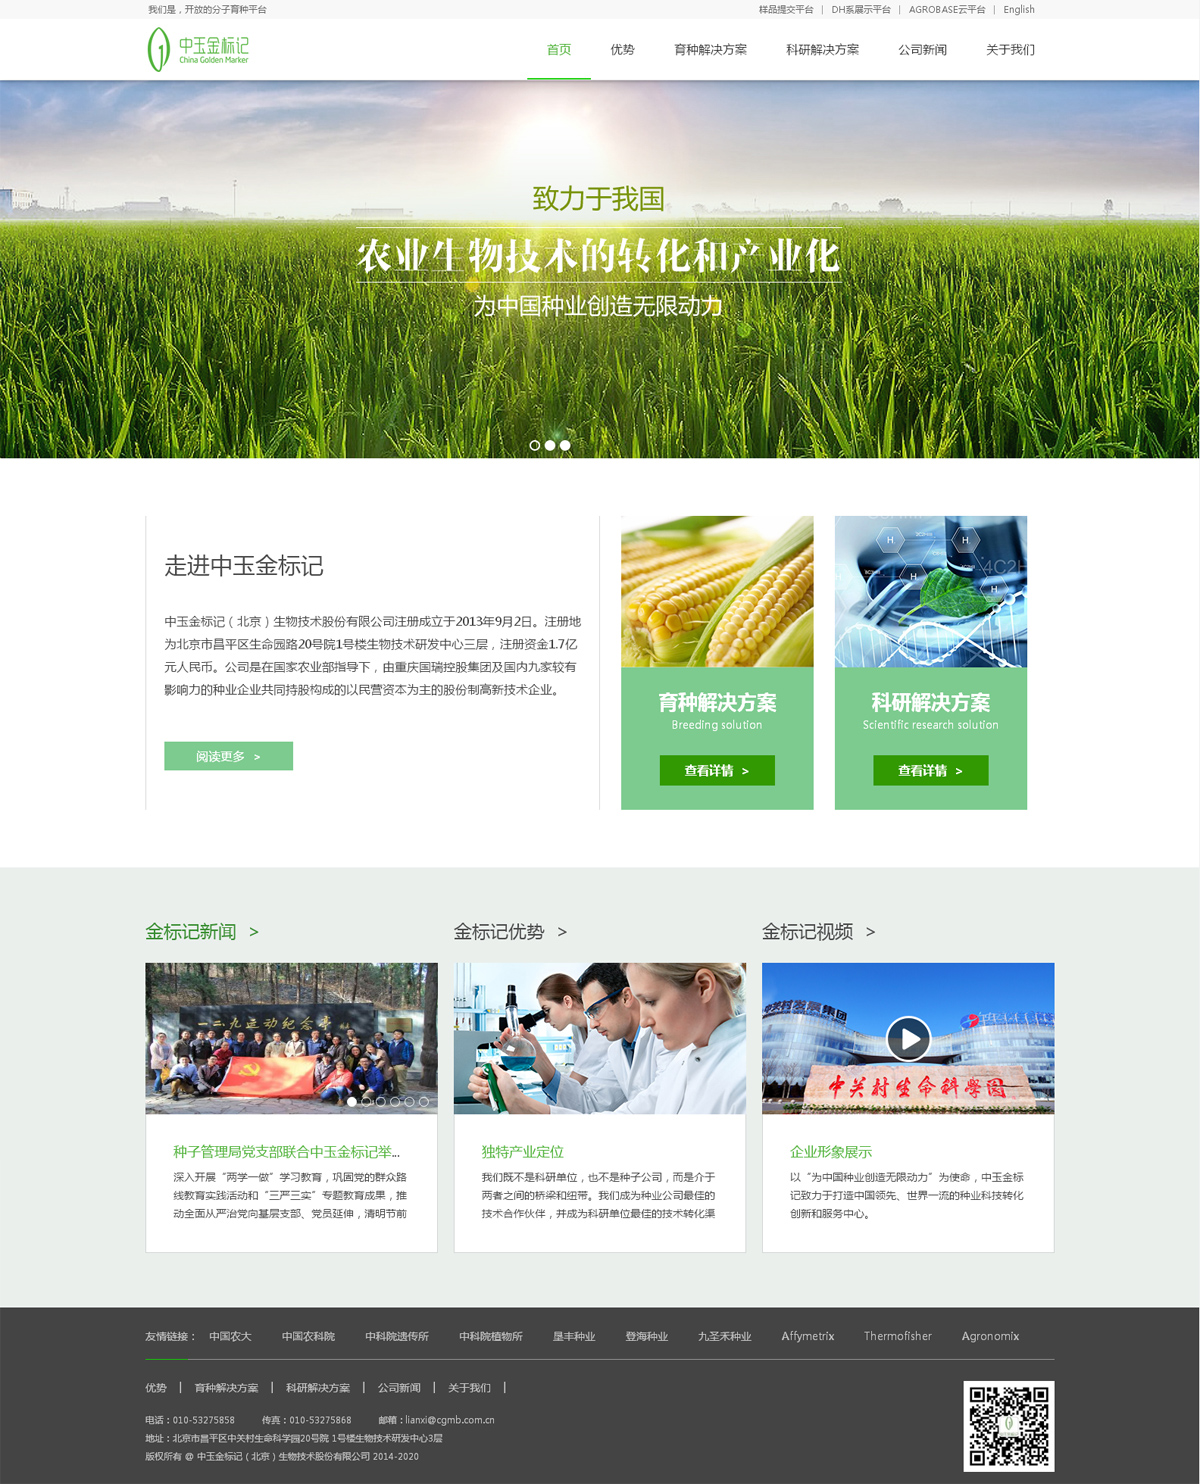 我们是，开放的分子育种平台
样品提交平台 | DH系展示平台 | AGROBASE云平台 | English
中玉金标记
China Golden Marker
首页 优势 育种解决方案 科研解决方案 公司新闻 关于我们
致力于我国
农业生物技术的转化和产业化
为中国种业创造无限动力
走进中玉金标记
中玉金标记（北京）生物技术股份有限公司注册成立于2013年9月2日。注册地
为北京市昌平区生命园路20号院1号楼生物技术研发中心三层，注册资金1.7亿
元人民币。公司是在国家农业部指导下，由重庆国瑞控股集团及国内九家较有
影响力的种业企业共同持股构成的以民营资本为主的股份制高新技术企业。
阅读更多 >
育种解决方案
Breeding solution
查看详情 >
H H H H
4C2H
科研解决方案
Scientific research solution
查看详情 >
金标记新闻 >
一二九运动纪念亭
种子管理局党支部联合中玉金标记举...
深入开展“两学一做”学习教育，巩固党的群众路
线教育实践活动和“三严三实”专题教育成果，推
动全面从严治党向基层支部、党员延伸，清明节前
金标记优势 >
独特产业定位
我们既不是科研单位，也不是种子公司，而是介于
两者之间的桥梁和纽带。我们成为种业公司最佳的
技术合作伙伴，并成为科研单位最佳的技术转化渠
金标记视频 >
中关村发展集团
中关村生命科学园
企业形象展示
以“为中国种业创造无限动力”为使命，中玉金标
记致力于打造中国领先、世界一流的种业科技转化
创新和服务中心。
友情链接： 中国农大 中国农科院 中科院遗传所 中科院植物所 垦丰种业 登海种业 九圣禾种业 Affymetrix Thermofisher Agronomix
优势 | 育种解决方案 | 科研解决方案 | 公司新闻 | 关于我们 |
电话：010-53275858 传真：010-53275868 邮箱：lianxi@cgmb.com.cn
地址：北京市昌平区中关村生命科学园20号院 1号楼生物技术研发中心3层
版权所有 @ 中玉金标记（北京）生物技术股份有限公司 2014-2020